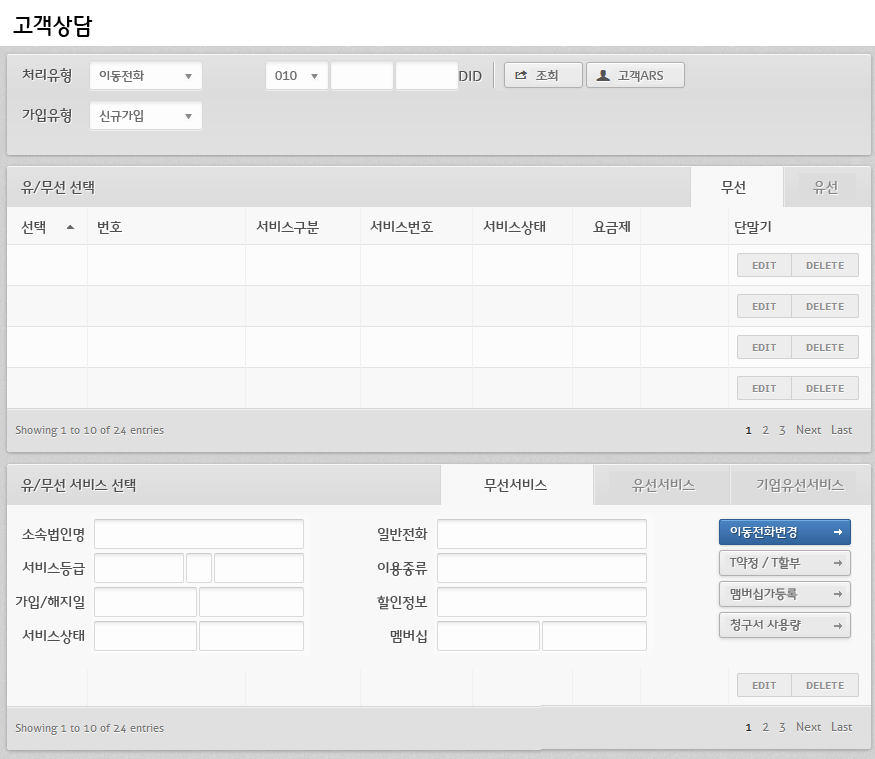 고객상담
처리유형 이동전화 010 DID 조회 고객ARS
가입유형 신규가입
유/무선 선택 무선 유선
선택 번호 서비스구분 서비스번호 서비스상태 요금제 단말기
EDIT DELETE
EDIT DELETE
EDIT DELETE
EDIT DELETE
Showing 1 to 10 of 24 entries 1 2 3 Next Last
유/무선 서비스 선택 무선서비스 유선서비스 기업유선서비스
소속법인명 일반전화 이동전화변경
서비스등급 이용종류 T약정 / T할부
가입/해지일 할인정보 맴버십가등록
서비스상태 멤버십 청구서 사용량
EDIT DELETE
Showing 1 to 10 of 24 entries 1 2 3 Next Last